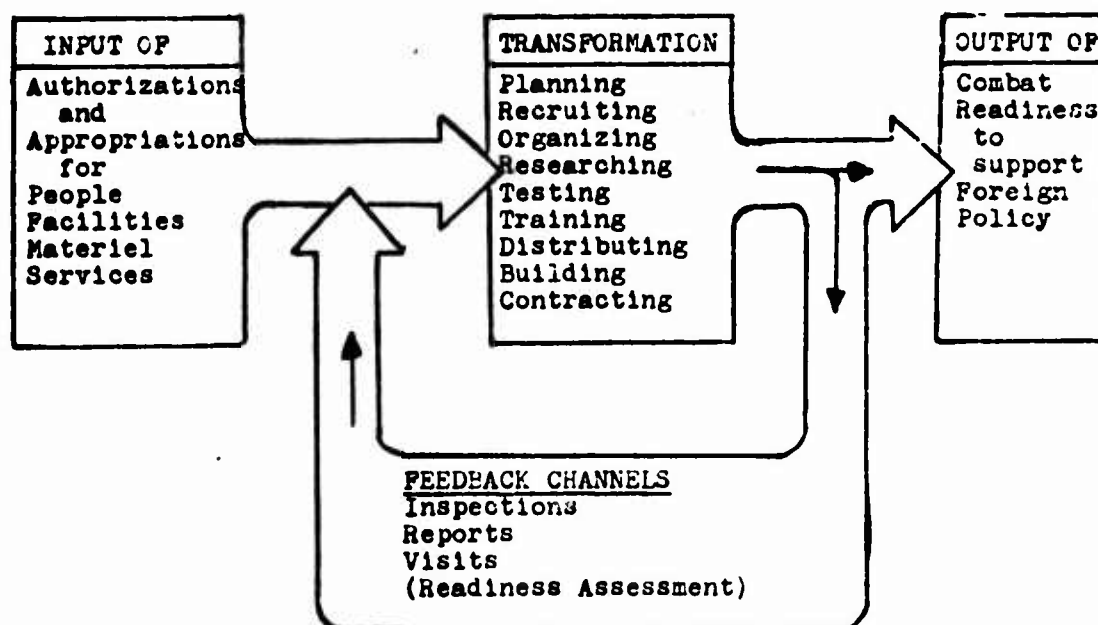 INPUT OF
Authorizations
and
Appropriations
for
People
Facilities
Materiel
Services
TRANSFORMATION
Planning
Recruiting
Organizing
Researching
Testing
Training
Distributing
Building
Contracting
OUTPUT OF
Combat
Readiness
to
support
Foreign
Policy
FEEDBACK CHANNELS
Inspections
Reports
Visits
(Readiness Assessment)